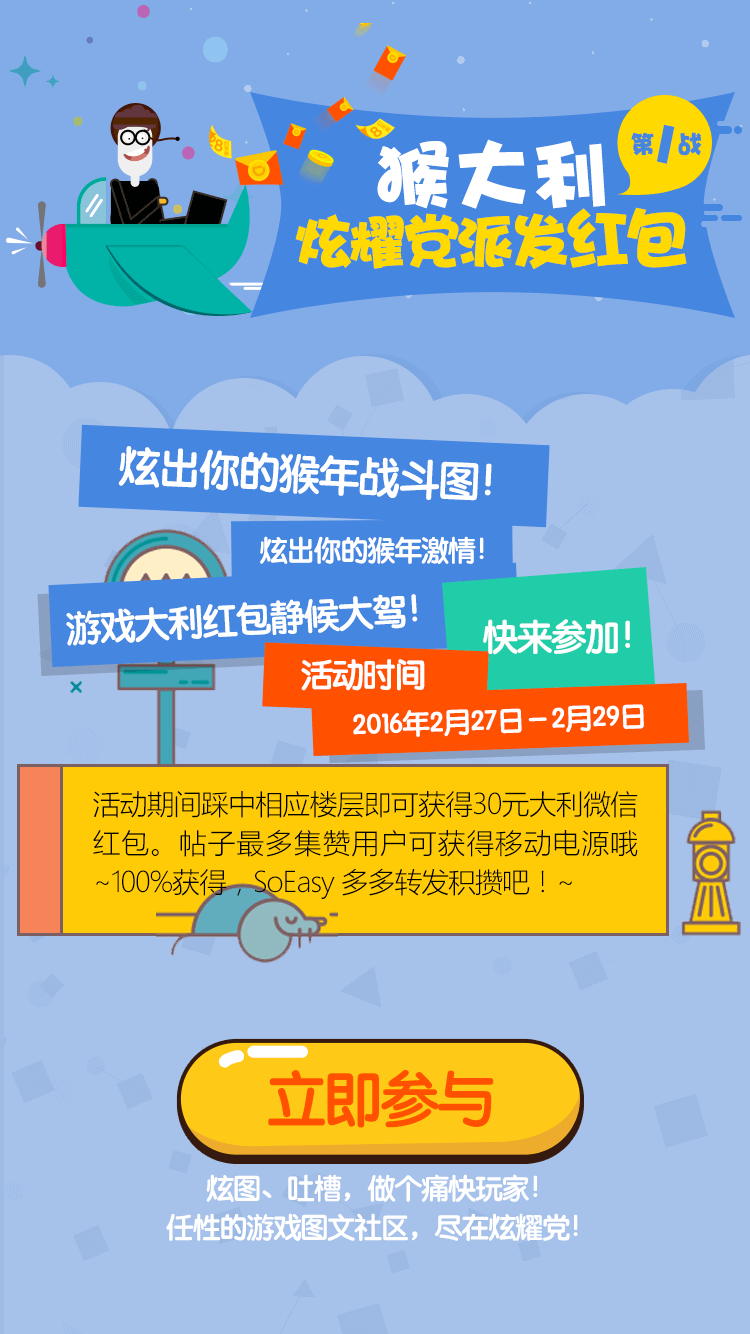 第1战
猴大利
炫耀党派发红包
炫出你的猴年战斗图！
炫出你的猴年激情！
游戏大利红包静候大驾！
快来参加！
活动时间
2016年2月27日－2月29日
活动期间踩中相应楼层即可获得30元大利微信
红包。帖子最多集赞用户可获得移动电源哦
~100%获得，SoEasy 多多转发积攒吧！~
立即参与
炫图、吐槽，做个痛快玩家！
任性的游戏图文社区，尽在炫耀党！